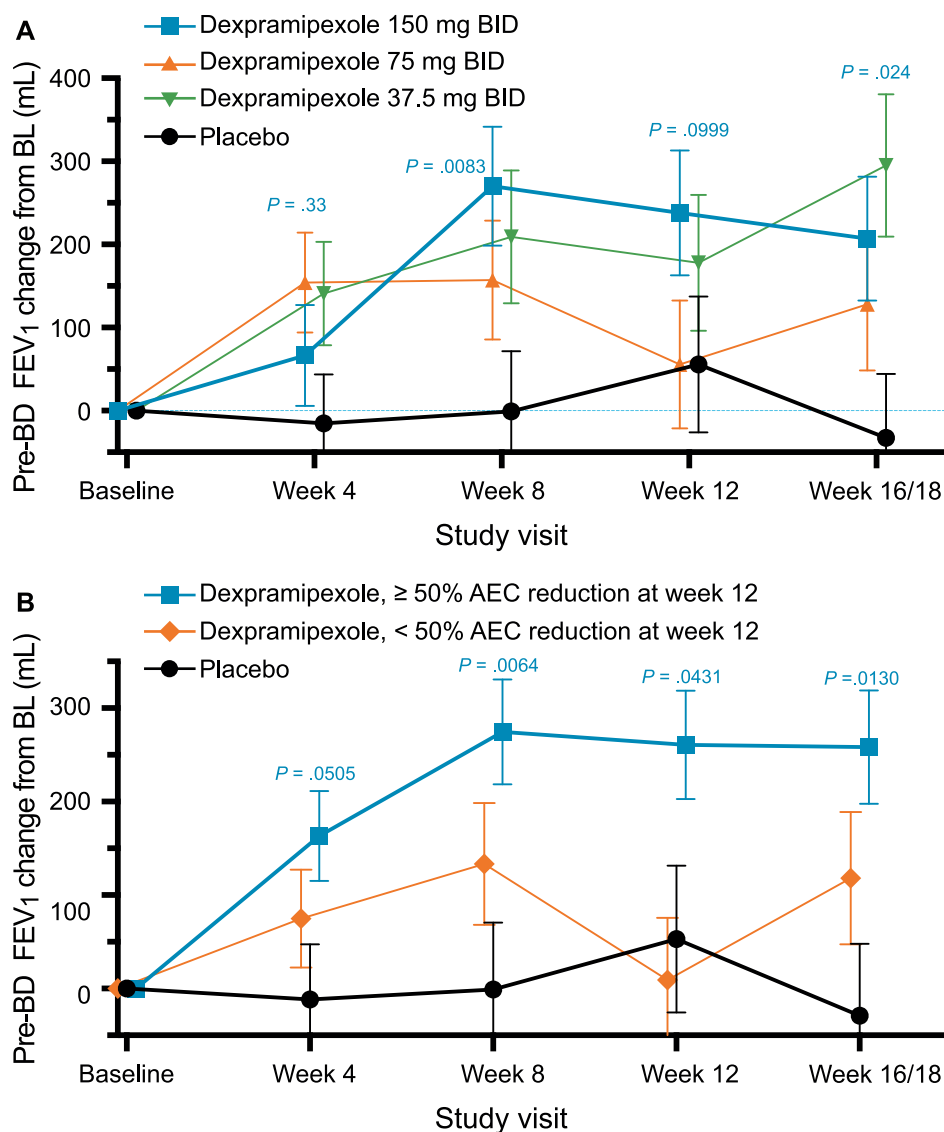 A
Dexpramipexole 150 mg BID
Dexpramipexole 75 mg BID
Dexpramipexole 37.5 mg BID
Placebo
Pre-BD FEV1 change from BL (mL)
400
300
200
100
0
P = .33
P = .0083
P = .0999
P = .024
Baseline
Week 4
Week 8
Week 12
Week 16/18
Study visit
B
Dexpramipexole, ≥ 50% AEC reduction at week 12
Dexpramipexole, < 50% AEC reduction at week 12
Placebo
Pre-BD FEV1 change from BL (mL)
300
200
100
0
P = .0505
P = .0064
P = .0431
P = .0130
Baseline
Week 4
Week 8
Week 12
Week 16/18
Study visit